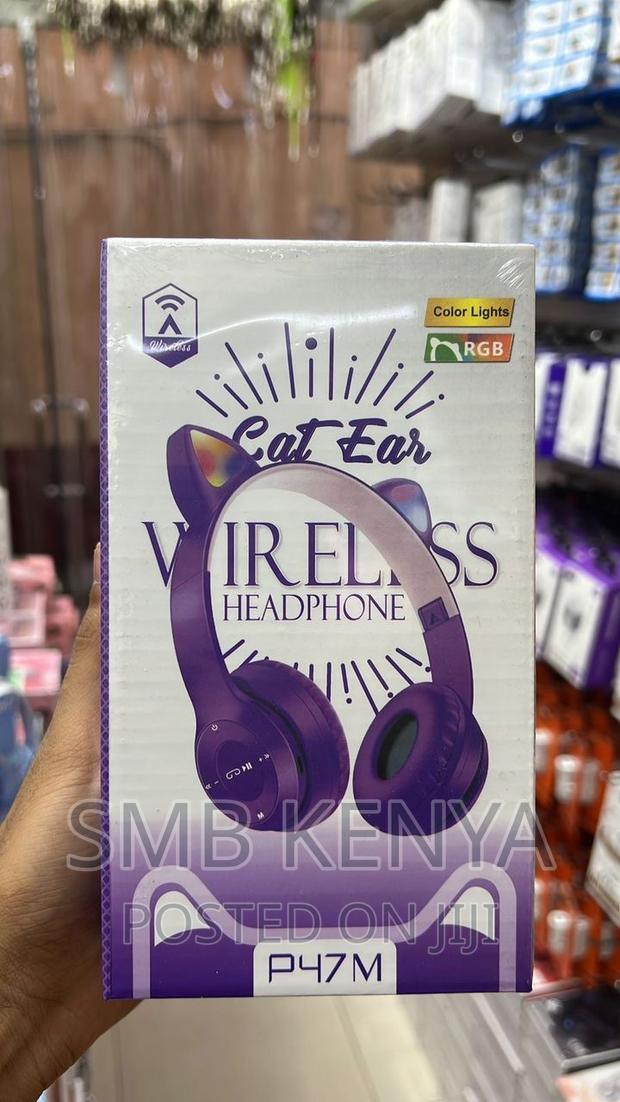 Wireless
Color Lights
RGB
Cat Ear
WIRELESS
HEADPHONE
M
SMB KENYA
POSTED ON JIJI
P47M